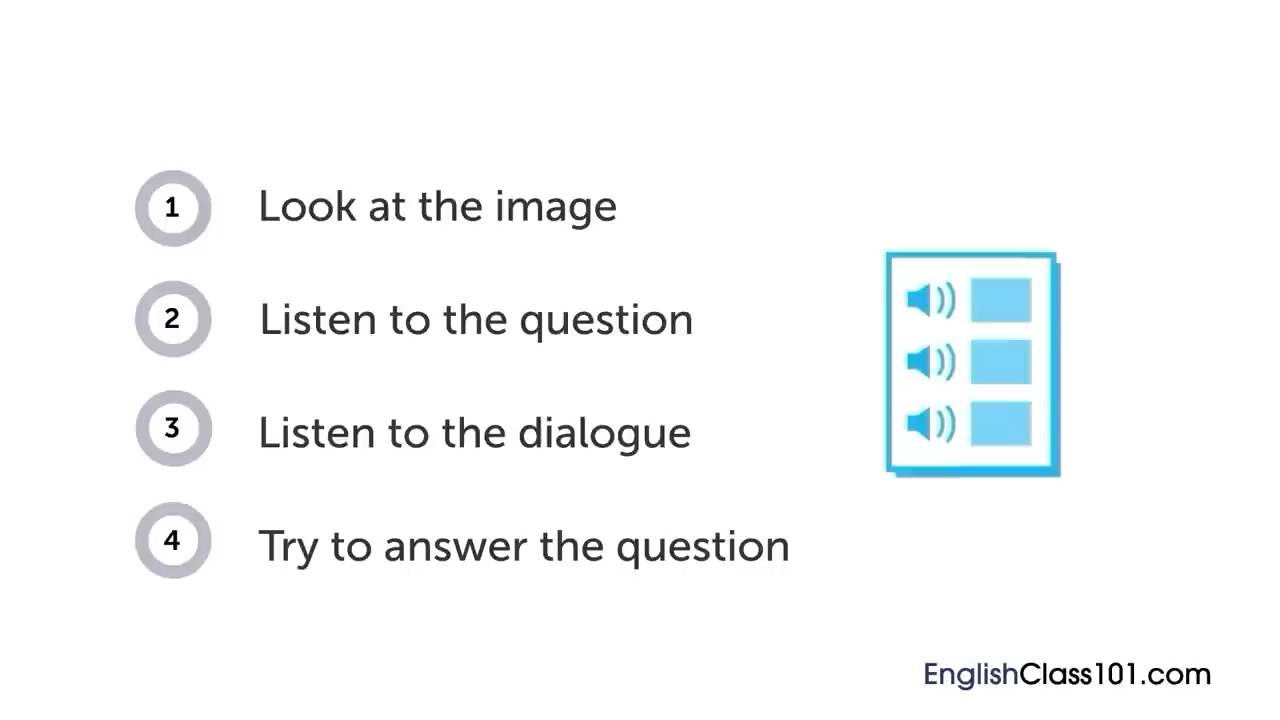 1 Look at the image
2 Listen to the question
3 Listen to the dialogue
4 Try to answer the question
EnglishClass101.com